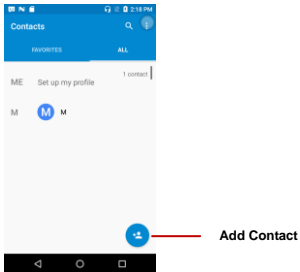 2:18 PM
Contacts
FAVORITES
ALL
1 contact
ME
Set up my profile
M
M
M
Add Contact